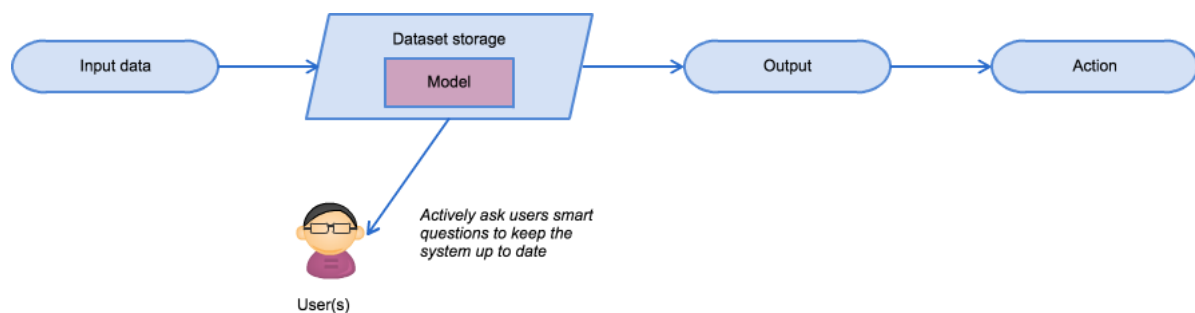 Input data
Dataset storage
Model
Output
Action
Actively ask users smart
questions to keep the
system up to date
User(s)